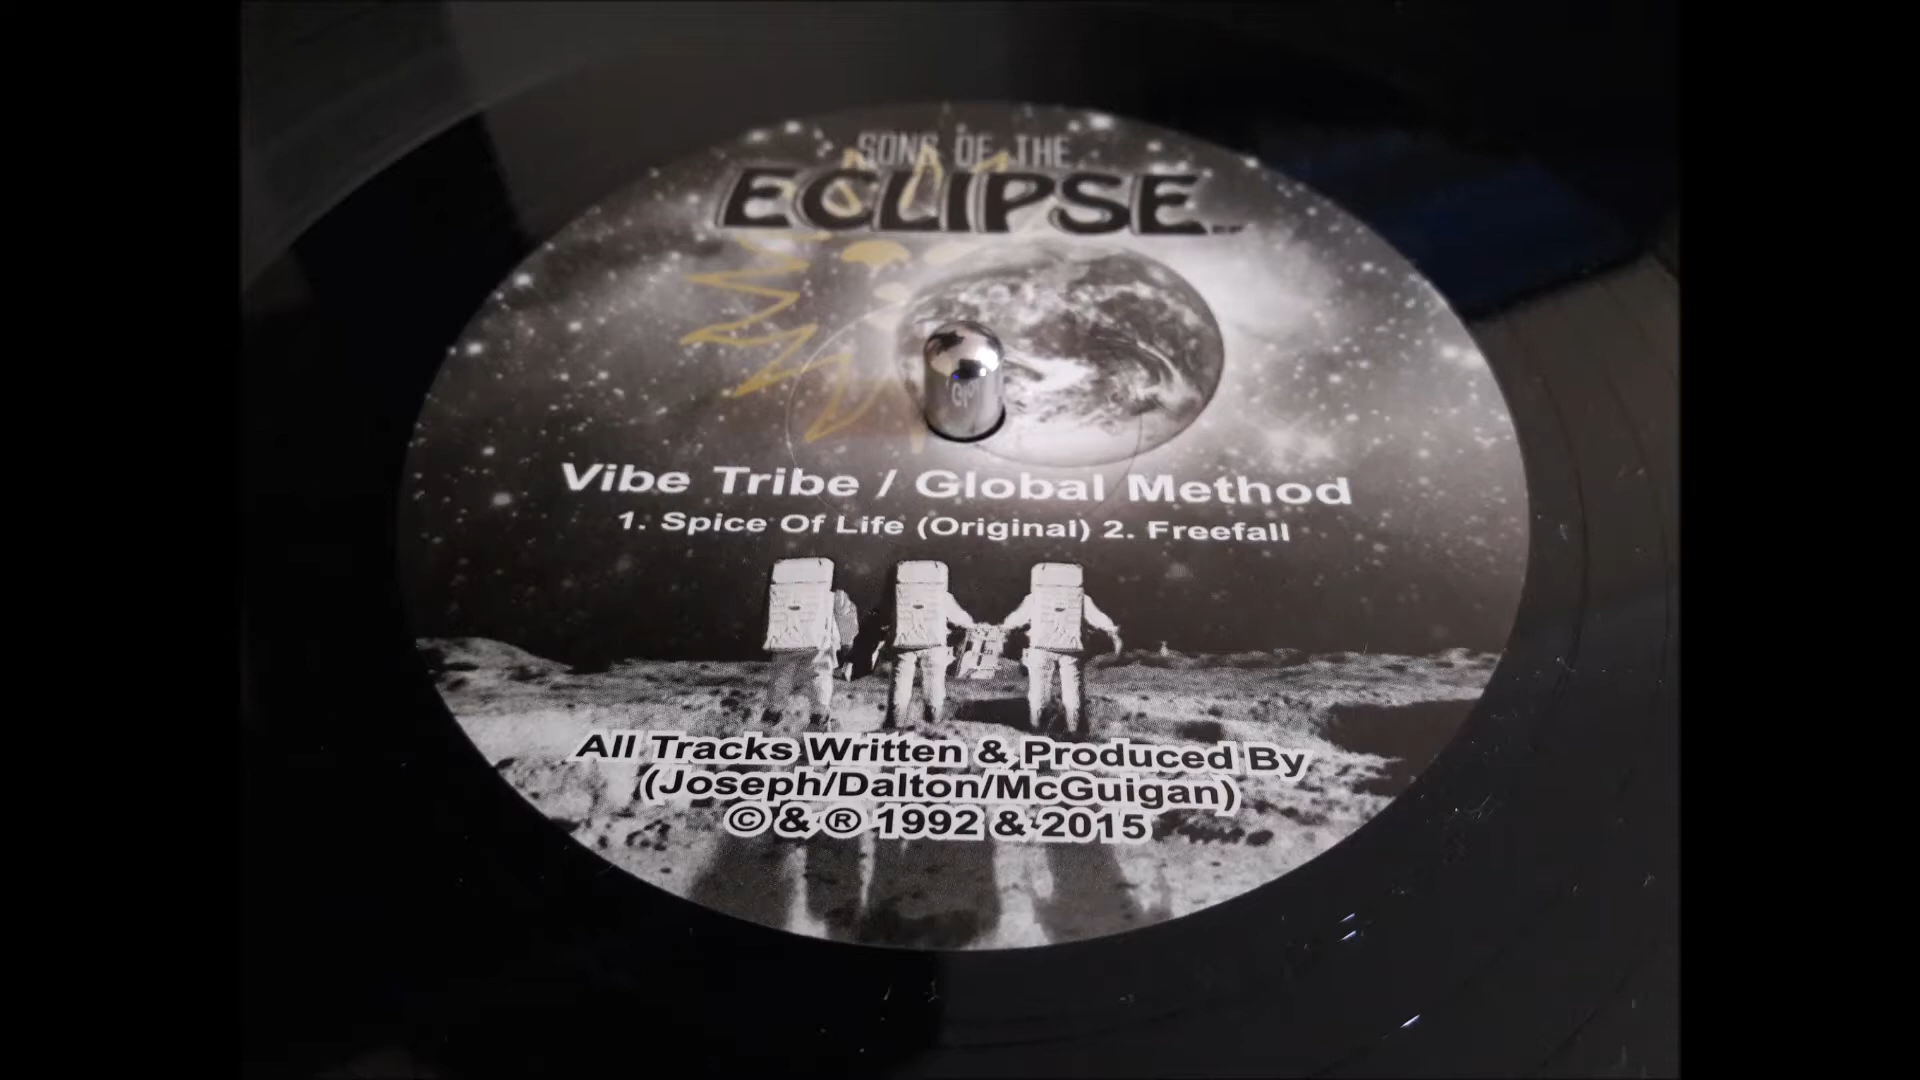 SONS OF THE
ECLIPSE..
Vibe Tribe / Global Method
1. Spice Of Life (Original) 2. Freefall
All Tracks Written & Produced By
(Joseph/Dalton/McGuigan)
© & ® 1992 & 2015